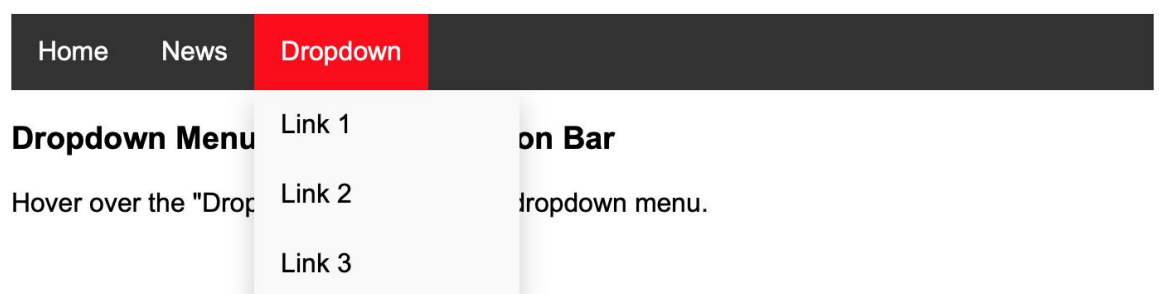 Home News Dropdown
Link 1
Dropdown Menu on Bar
Link 2
Hover over the "Drop dropdown menu.
Link 3